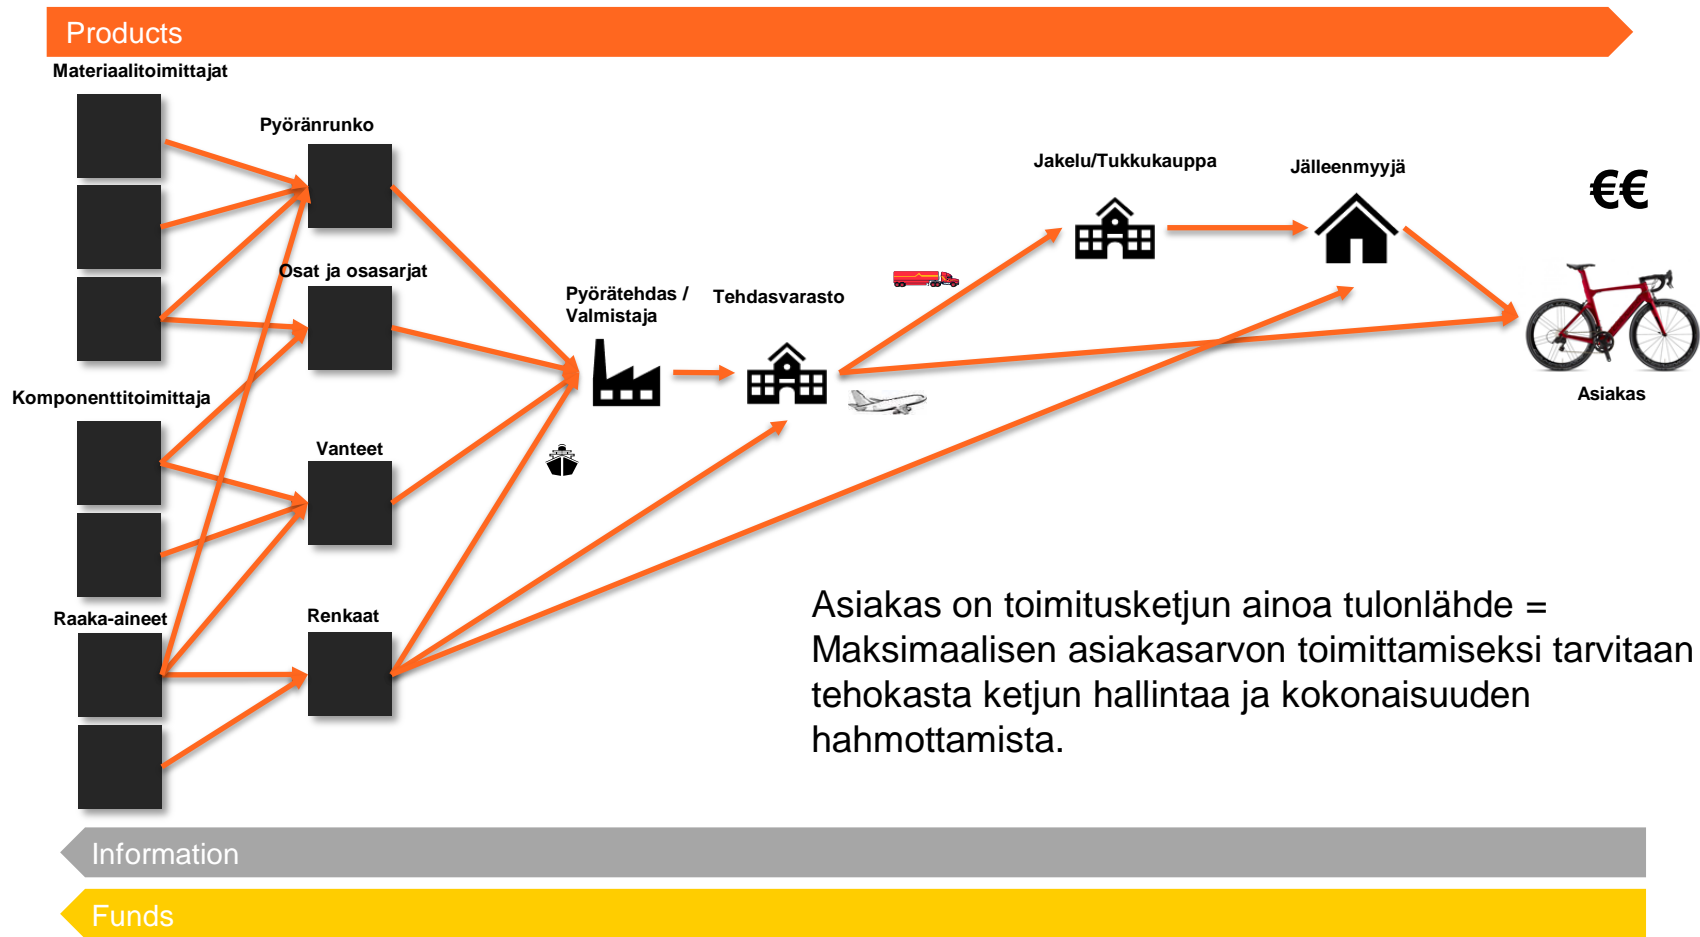 Products
Materiaalitoimittajat
Pyöränrunko
Jakelu/Tukkukauppa
Jälleenmyyjä
€€
Osat ja osasarjat
Pyörätehdas /
Valmistaja
Tehdasvarasto
Asiakas
Komponenttitoimittaja
Vanteet
Raaka-aineet
Renkaat
Asiakas on toimitusketjun ainoa tulonlähde =
Maksimaalisen asiakasarvon toimittamiseksi tarvitaan
tehokasta ketjun hallintaa ja kokonaisuuden
hahmottamista.
Information
Funds